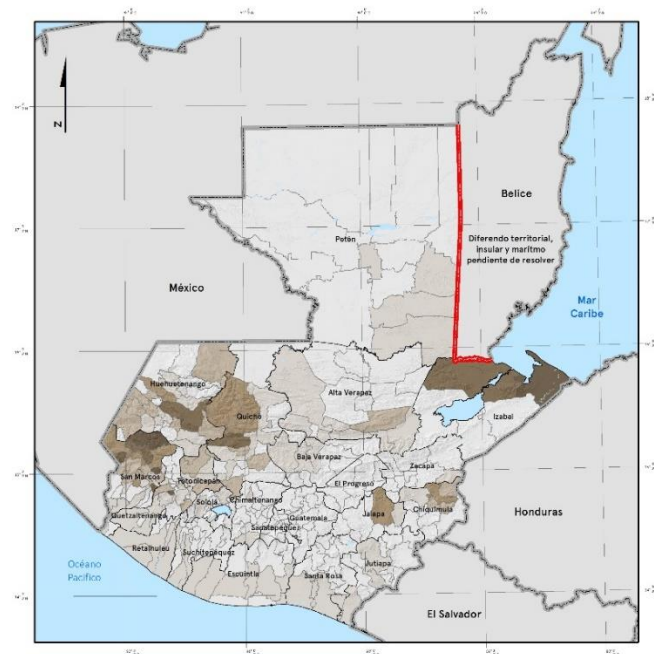 N
Belice
Diferendo territorial,
insular y marítmo
pendiente de resolver
Petén
México
Mar
Caribe
Huehuetenango
Alta Verapaz
Quiché
Izabal
Baja Verapaz
Zacapa
San Marcos
Totonicapán
El Progreso
Quetzaltenango
Sololá
Chimaltenango
Guatemala
Jalapa
Chiquimula
Sacatepéquez
Honduras
Retalhuleu
Suchitepéquez
Océano
Pacífico
Escuintla
Santa Rosa
Jutiapa
El Salvador